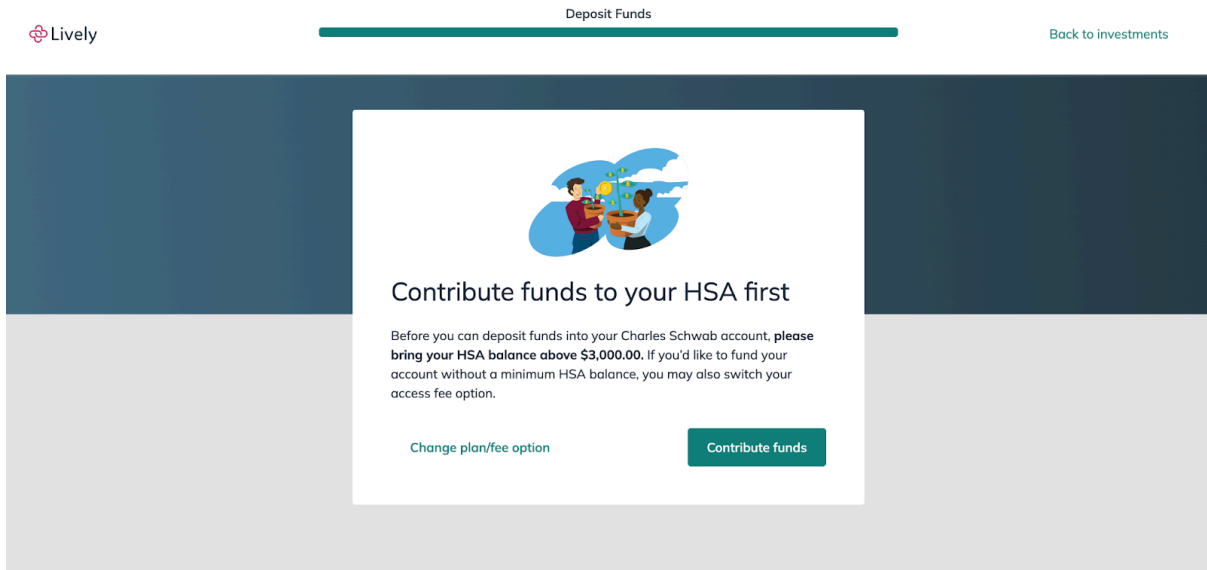 Deposit Funds
Lively
Back to investments
Contribute funds to your HSA first
Before you can deposit funds into your Charles Schwab account, please
bring your HSA balance above $3,000.00. If you’d like to fund your
account without a minimum HSA balance, you may also switch your
access fee option.
Change plan/fee option
Contribute funds